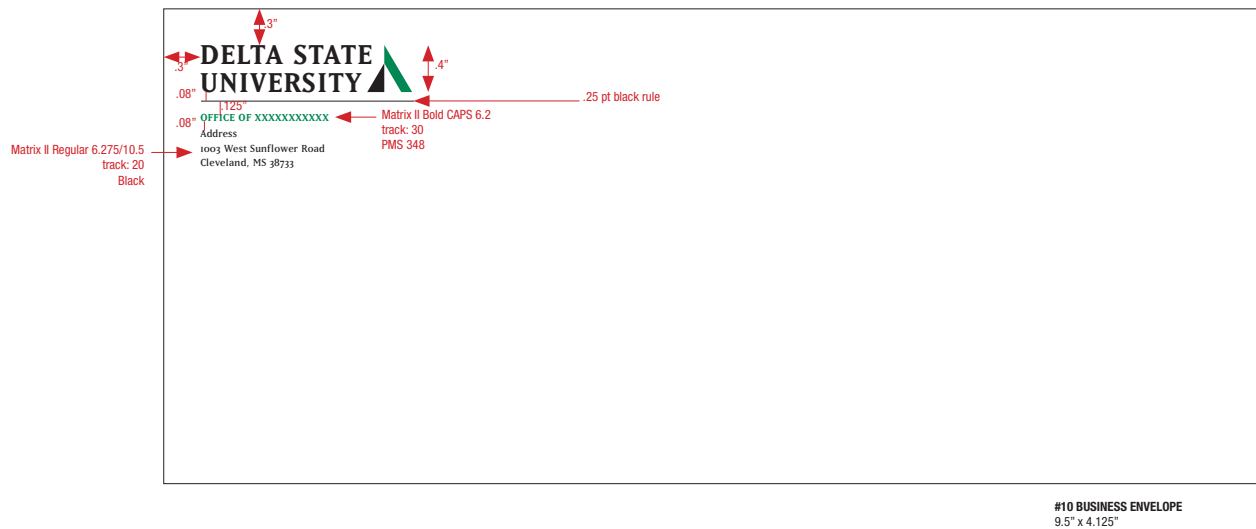 .3”
.3”
DELTA STATE
UNIVERSITY
.4”
.08”
.25 pt black rule
.125”
OFFICE OF XXXXXXXXXXX
Matrix II Bold CAPS 6.2
track: 30
PMS 348
.08”
Address
1003 West Sunflower Road
Cleveland, MS 38733
Matrix II Regular 6.275/10.5
track: 20
Black
#10 BUSINESS ENVELOPE
9.5” x 4.125”